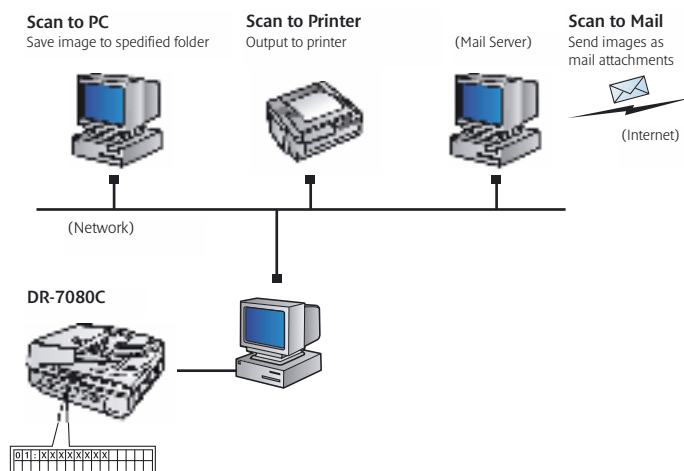 Scan to PC
Save image to spedified folder
Scan to Printer
Output to printer
(Mail Server)
Scan to Mail
Send images as
mail attachments
(Internet)
(Network)
DR-7080C
01:XXXXXXXX